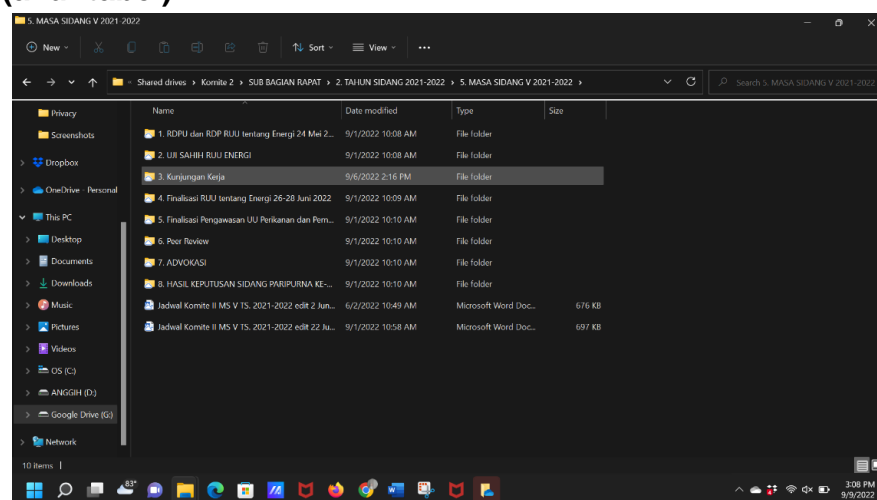 5. MASA SIDANG V 2021-2022
New
Sort
View
Shared drives > Komite 2 > SUB BAGIAN RAPAT > 2. TAHUN SIDANG 2021-2022 > 5. MASA SIDANG V 2021-2022 >
Search 5. MASA SIDANG V 2021-2022
Name Date modified Type Size
Privacy
Screenshots
Dropbox
OneDrive - Personal
This PC
Desktop
Documents
Downloads
Music
Pictures
Videos
OS (C:)
ANGGIH (D:)
Google Drive (G:)
Network
1. RDPU dan RDP RUU tentang Energi 24 Mei 2... 9/1/2022 10:08 AM File folder
2. UJI SAHIH RUU ENERGI 9/1/2022 10:08 AM File folder
3. Kunjungan Kerja 9/6/2022 2:16 PM File folder
4. Finalisasi RUU tentang Energi 26-28 Juni 2022 9/1/2022 10:09 AM File folder
5. Finalisasi Pengawasan UU Perikanan dan Pem... 9/1/2022 10:10 AM File folder
6. Peer Review 9/1/2022 10:10 AM File folder
7. ADVOKASI 9/1/2022 10:10 AM File folder
8. HASIL KEPUTUSAN SIDANG PARIPURNA KE-... 9/1/2022 10:10 AM File folder
Jadwal Komite II MS V TS. 2021-2022 edit 2 Jun... 6/2/2022 10:49 AM Microsoft Word Doc... 676 KB
Jadwal Komite II MS V TS. 2021-2022 edit 22 Ju... 9/1/2022 10:58 AM Microsoft Word Doc... 697 KB
10 items
83°
3:08 PM
9/9/2022